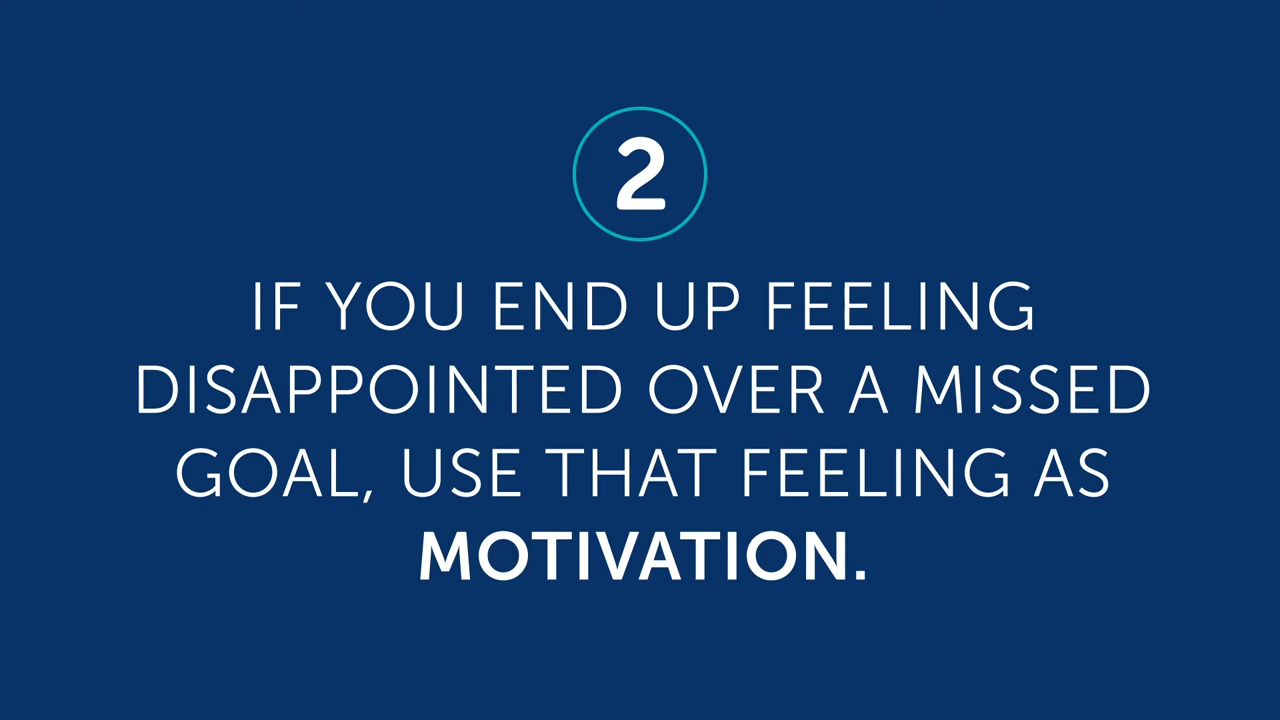 2
IF YOU END UP FEELING
DISAPPOINTED OVER A MISSED
GOAL, USE THAT FEELING AS
MOTIVATION.